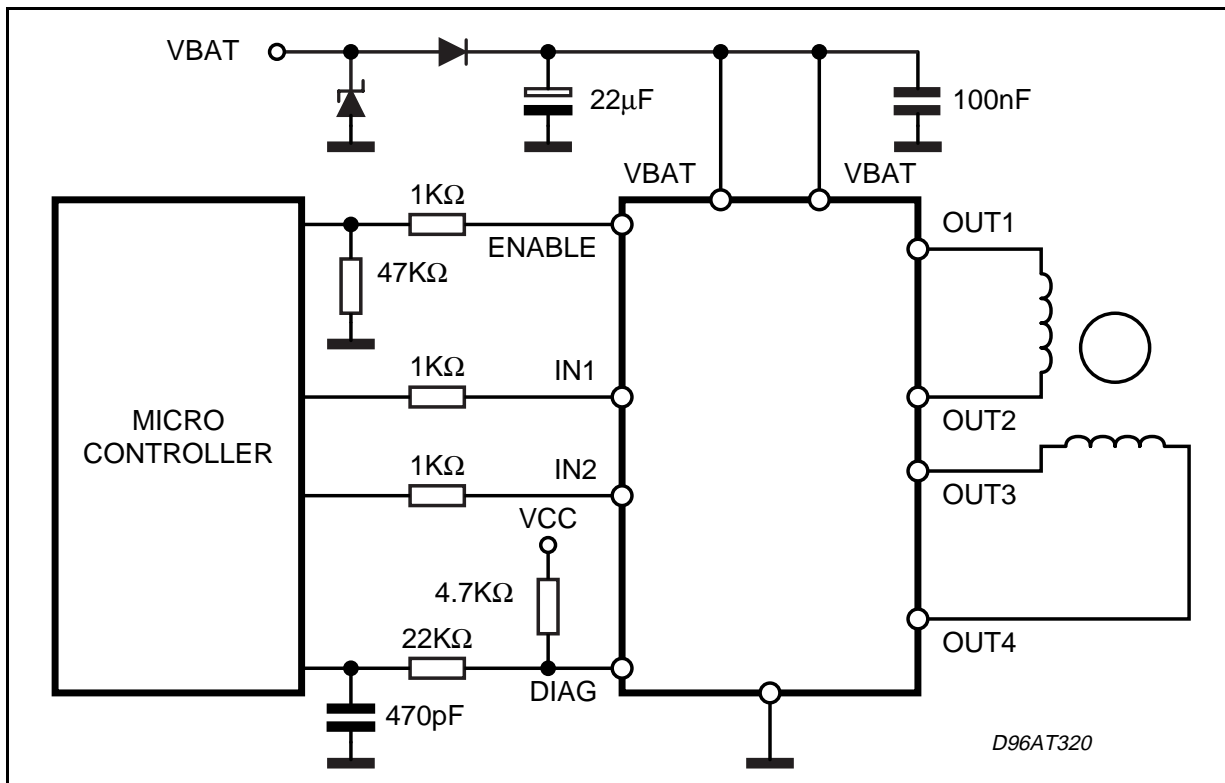 VBAT
22µF
100nF
VBAT
VBAT
1KΩ
ENABLE
OUT1
47KΩ
1KΩ
IN1
OUT2
MICRO
CONTROLLER
1KΩ
IN2
OUT3
VCC
4.7KΩ
22KΩ
DIAG
OUT4
470pF
D96AT320